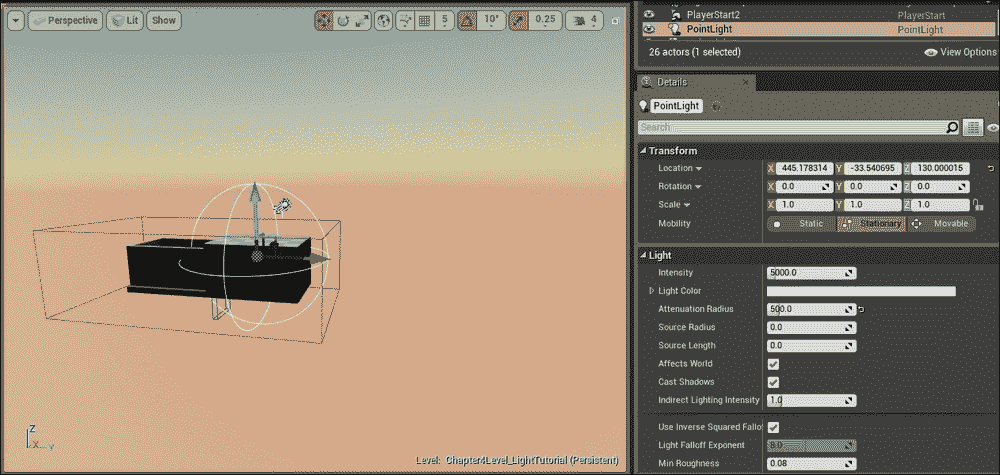 Perspective Lit Show 5 10° 0.25 4
PlayerStart2 PlayerStart
PointLight PointLight
26 actors (1 selected) View Options
Details
PointLight
Search
Transform
Location X 445.178314 Y -33.540695 Z 130.000015
Rotation X 0.0 Y 0.0 Z 0.0
Scale X 1.0 Y 1.0 Z 1.0
Mobility Static Stationary Movable
Light
Intensity 5000.0
Light Color
Attenuation Radius 500.0
Source Radius 0.0
Source Length 0.0
Affects World
Cast Shadows
Indirect Lighting Intensity 1.0
Use Inverse Squared Fallo
Light Falloff Exponent 8.0
Min Roughness 0.08
Z
X Y
Level: Chapter4Level_LightTutorial (Persistent)